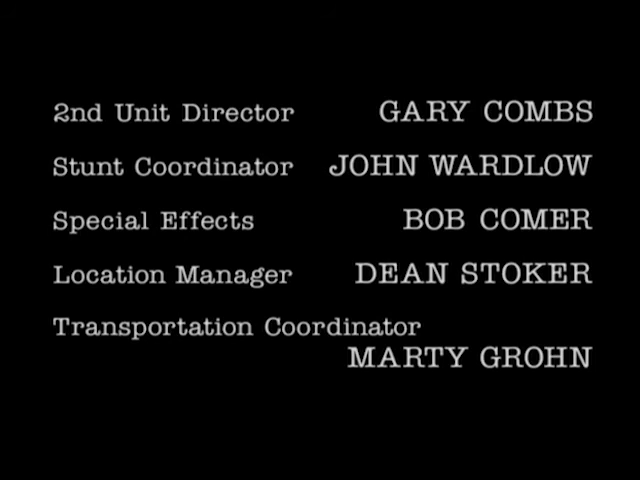 2nd Unit Director GARY COMBS
Stunt Coordinator JOHN WARDLOW
Special Effects BOB COMER
Location Manager DEAN STOKER
Transportation Coordinator
MARTY GROHN